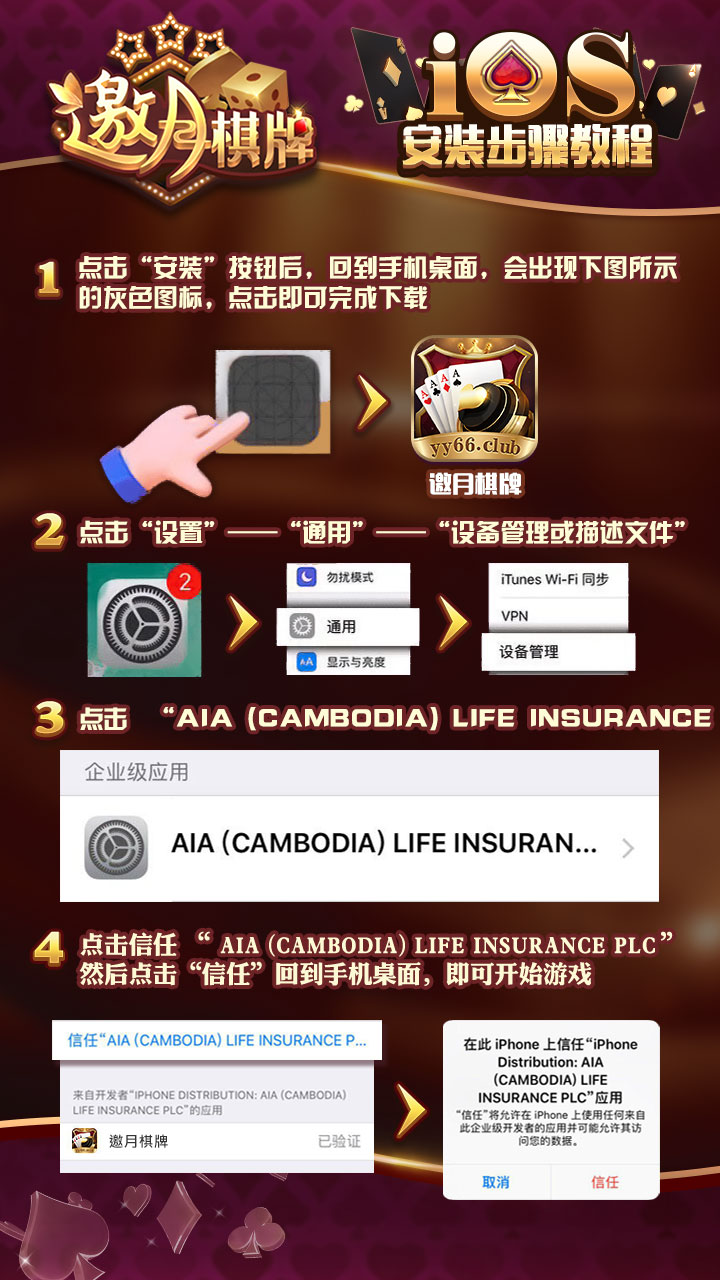 邀月棋牌
iOS
安装步骤教程
1 点击“安装”按钮后，回到手机桌面，会出现下图所示
的灰色图标，点击即可完成下载
yy66.club
邀月棋牌
2 点击“设置”——“通用”——“设备管理或描述文件”
2
勿扰模式
通用
AA 显示与亮度
iTunes Wi-Fi 同步
VPN
设备管理
3 点击 “AIA (CAMBODIA) LIFE INSURANCE
企业级应用
AIA (CAMBODIA) LIFE INSURAN...
4 点击信任 “ AIA (CAMBODIA) LIFE INSURANCE PLC”
然后点击“信任”回到手机桌面，即可开始游戏
信任“AIA (CAMBODIA) LIFE INSURANCE P...
来自开发者“IPHONE DISTRIBUTION: AIA (CAMBODIA)
LIFE INSURANCE PLC”的应用
邀月棋牌 已验证
在此 iPhone 上信任“iPhone
Distribution: AIA
(CAMBODIA) LIFE
INSURANCE PLC”应用
“信任”将允许在 iPhone 上使用任何来自
此企业级开发者的应用并可能允许其访
问您的数据。
取消 信任